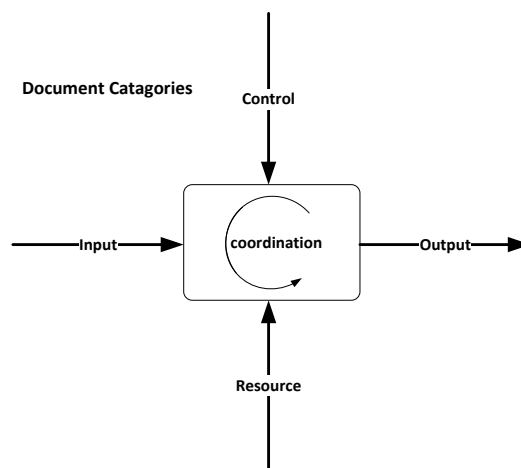 Document Catagories
Control
coordination
Input
Output
Resource